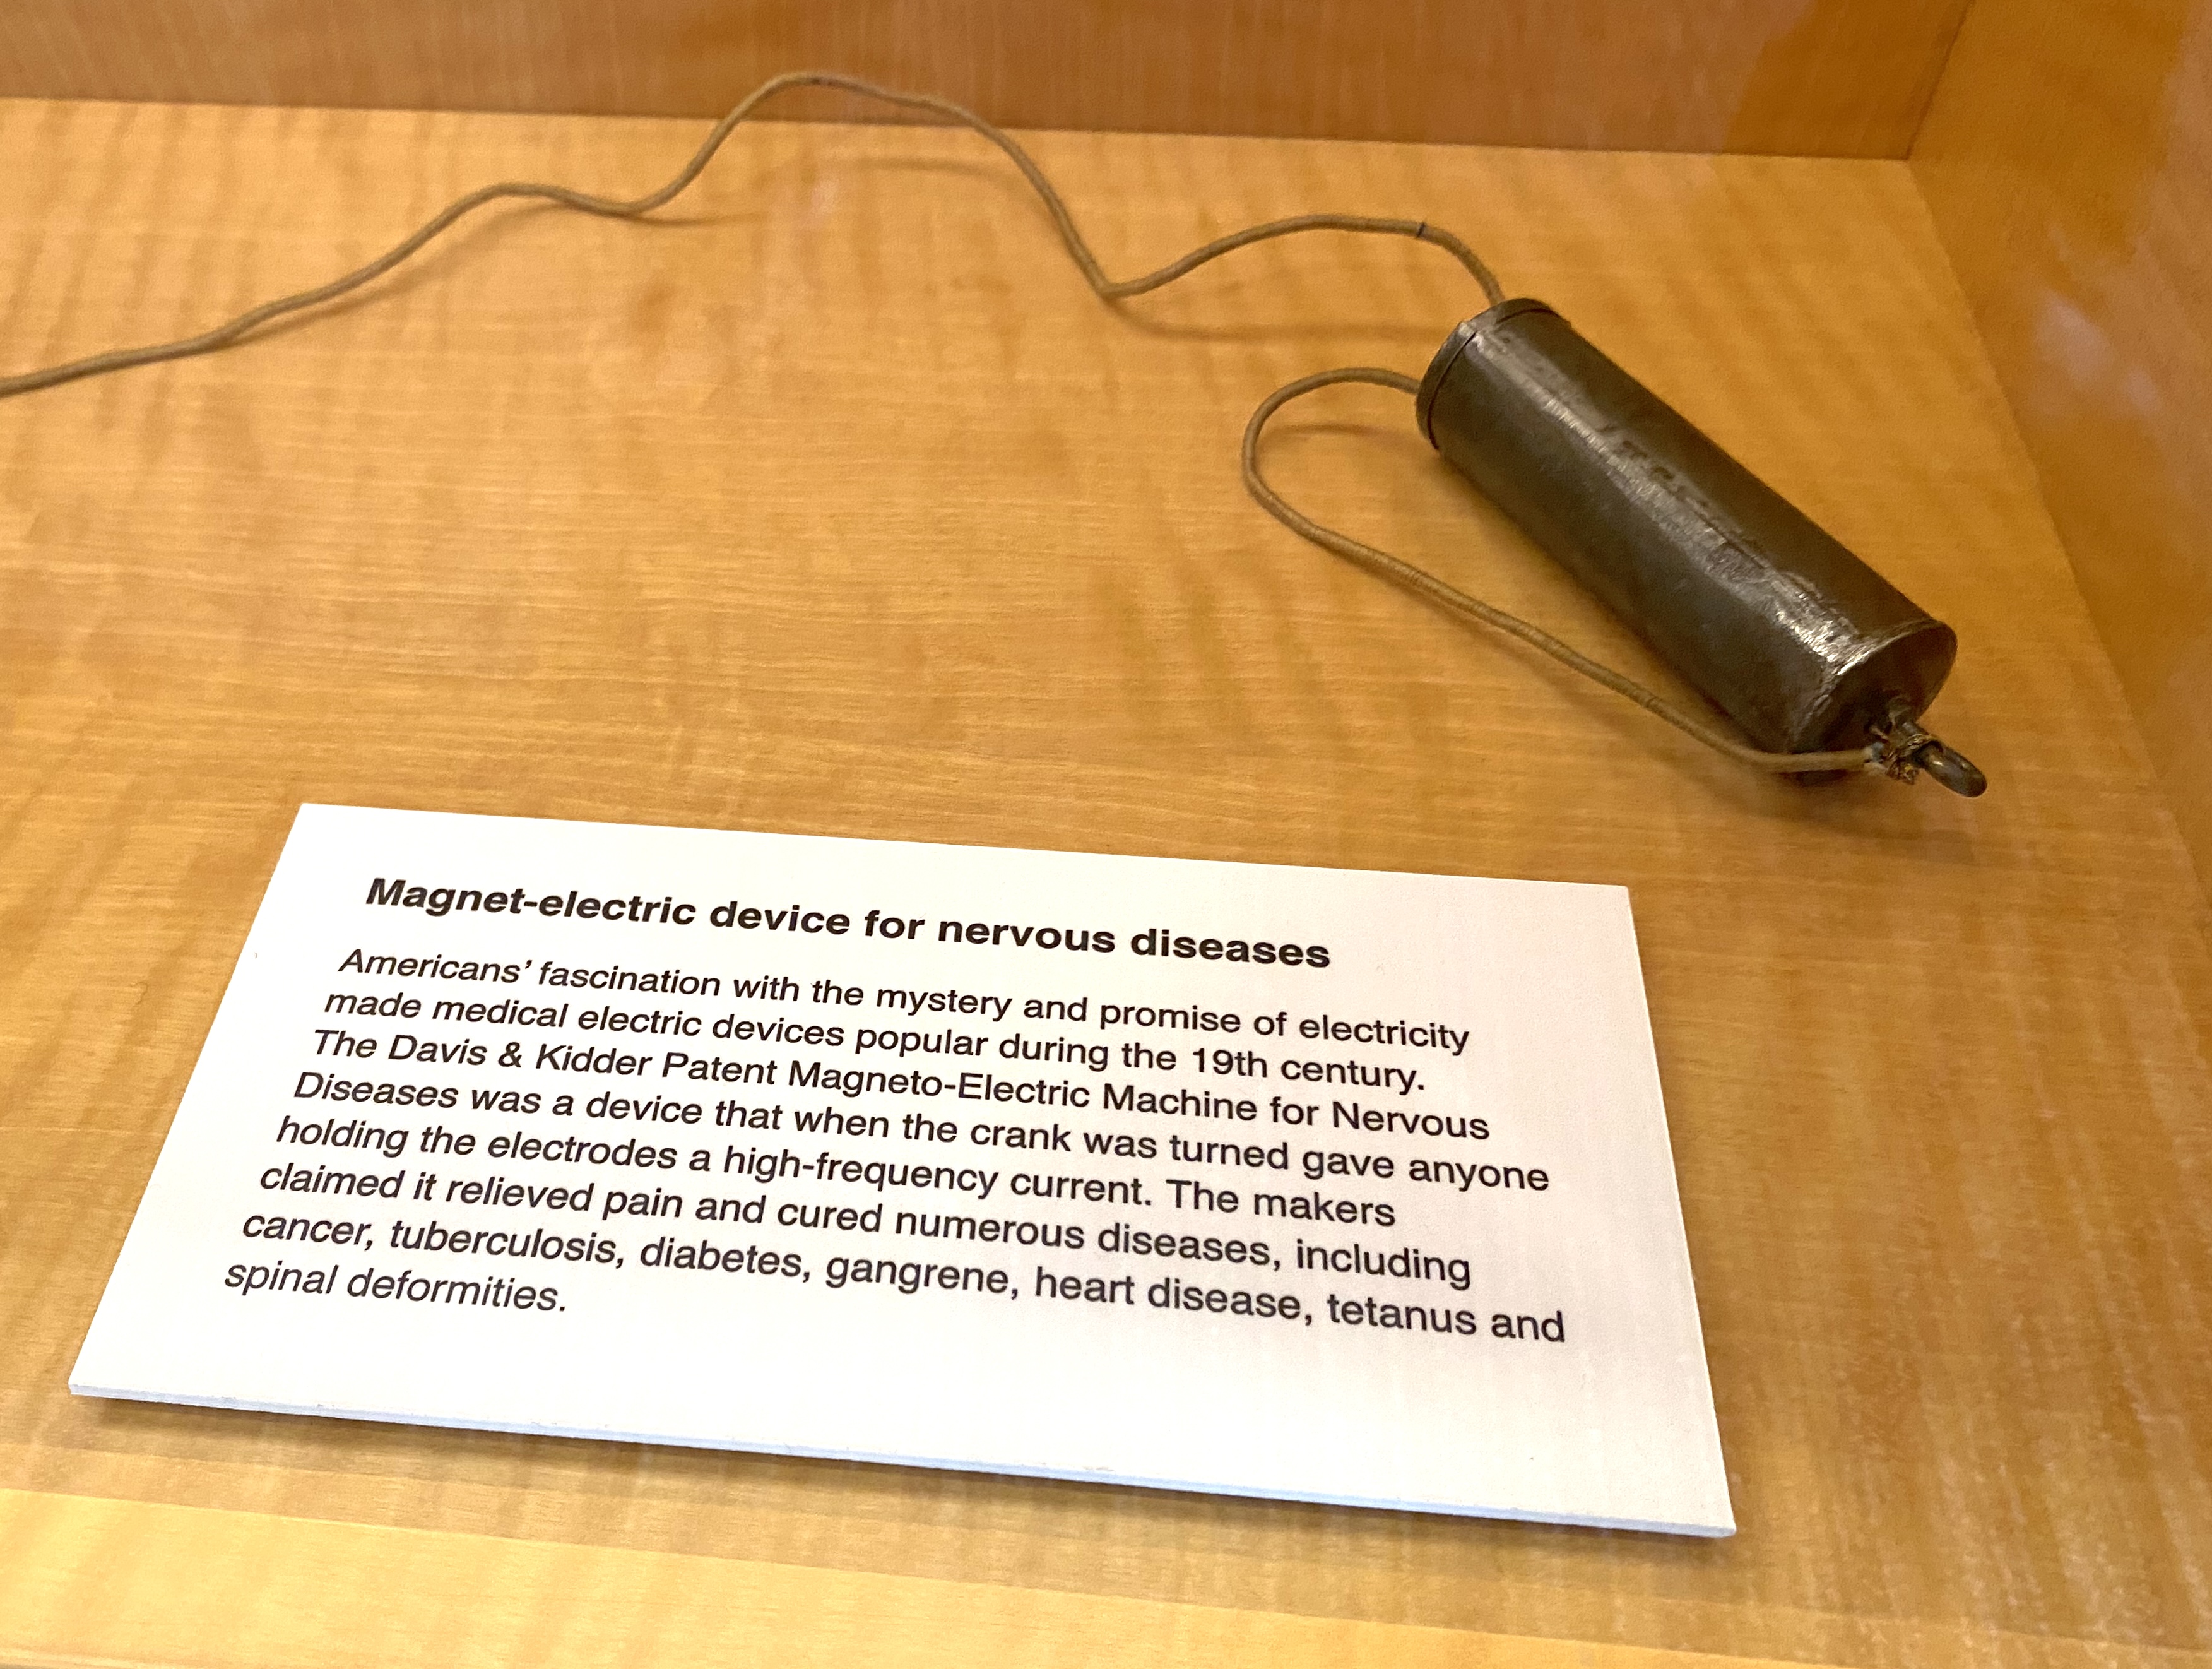 Magnet-electric device for nervous diseases
Americans’ fascination with the mystery and promise of electricity
made medical electric devices popular during the 19th century.
The Davis & Kidder Patent Magneto-Electric Machine for Nervous
Diseases was a device that when the crank was turned gave anyone
holding the electrodes a high-frequency current. The makers
claimed it relieved pain and cured numerous diseases, including
cancer, tuberculosis, diabetes, gangrene, heart disease, tetanus and
spinal deformities.